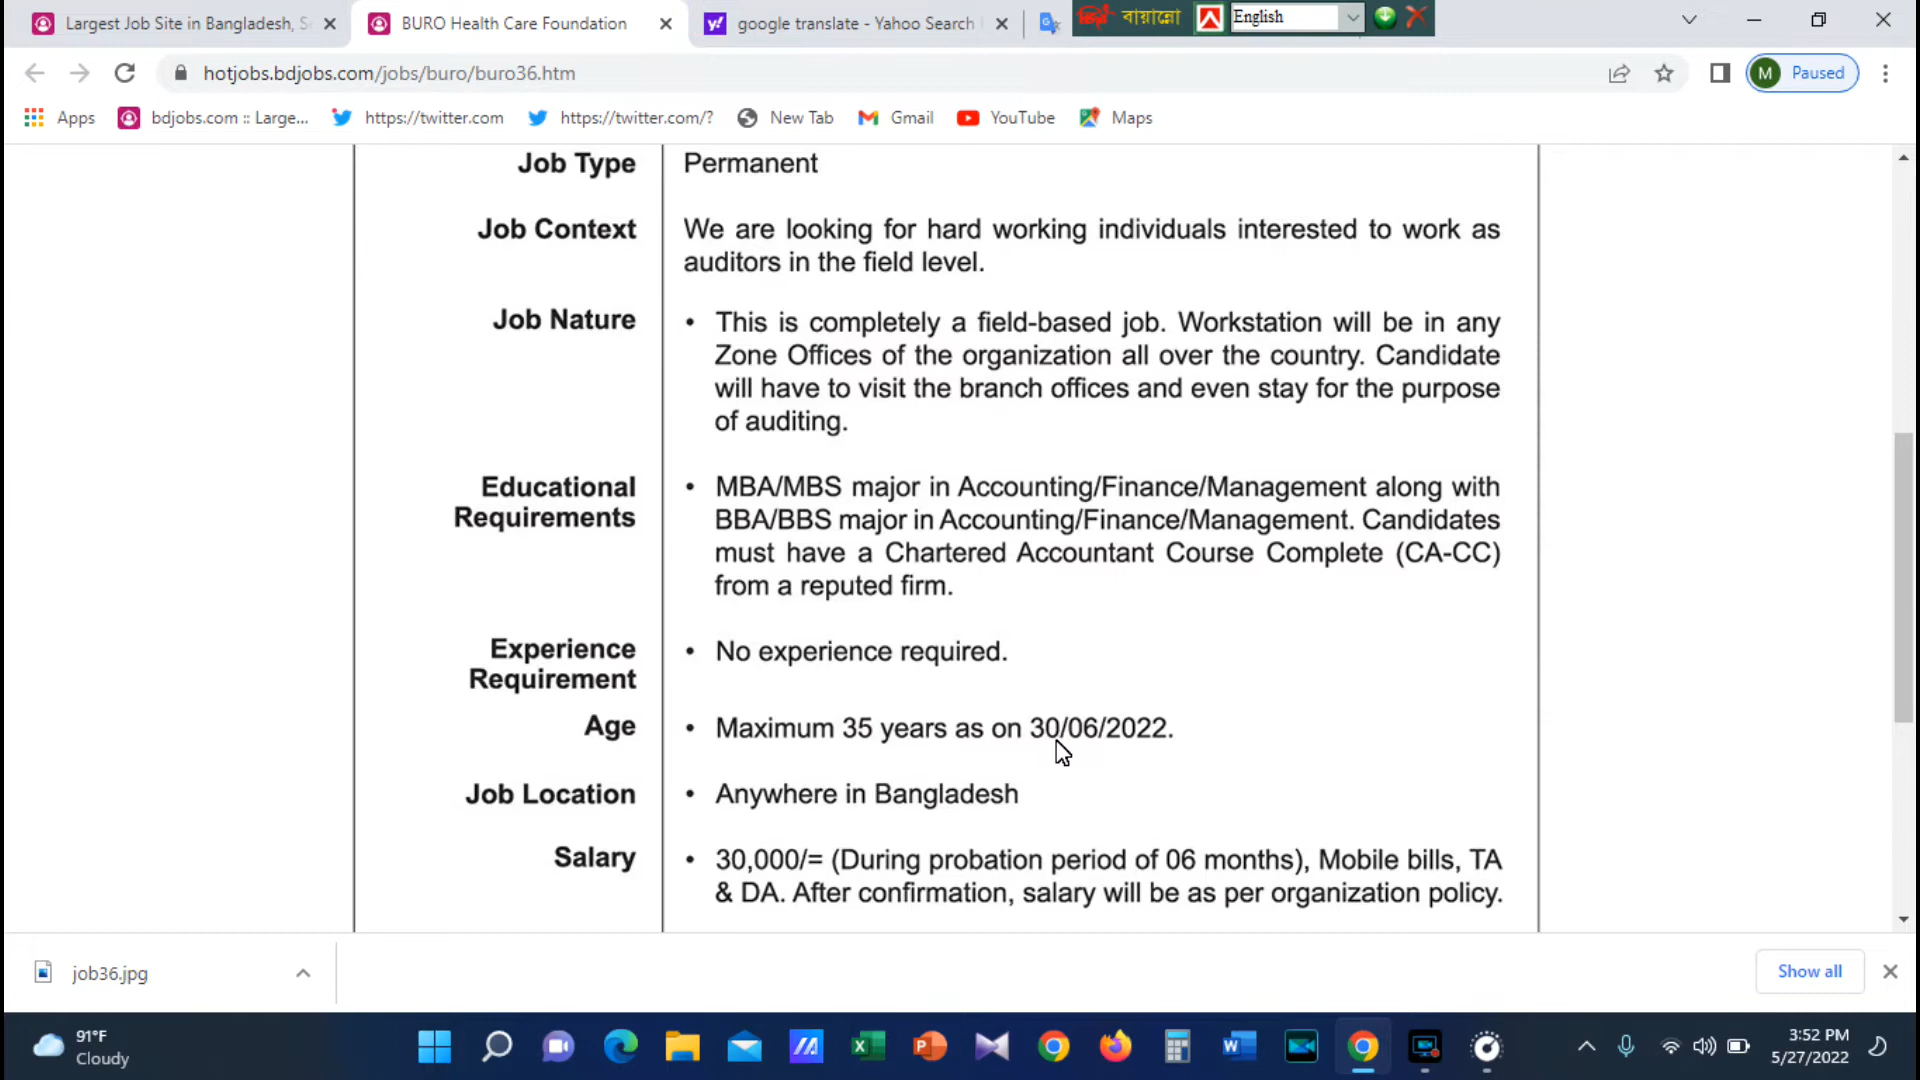 Largest Job Site in Bangladesh, S
BURO Health Care Foundation
google translate - Yahoo Search
বায়ান্নো
English
hotjobs.bdjobs.com/jobs/buro/buro36.htm
M
Paused
Apps
bdjobs.com :: Large...
https://twitter.com
https://twitter.com/?
New Tab
Gmail
YouTube
Maps
Job Type
Permanent
Job Context
We are looking for hard working individuals interested to work as
auditors in the field level.
Job Nature
• This is completely a field-based job. Workstation will be in any
Zone Offices of the organization all over the country. Candidate
will have to visit the branch offices and even stay for the purpose
of auditing.
Educational
Requirements
• MBA/MBS major in Accounting/Finance/Management along with
BBA/BBS major in Accounting/Finance/Management. Candidates
must have a Chartered Accountant Course Complete (CA-CC)
from a reputed firm.
Experience
Requirement
• No experience required.
Age
• Maximum 35 years as on 30/06/2022.
Job Location
• Anywhere in Bangladesh
Salary
• 30,000/= (During probation period of 06 months), Mobile bills, TA
& DA. After confirmation, salary will be as per organization policy.
job36.jpg
Show all
91°F
Cloudy
3:52 PM
5/27/2022